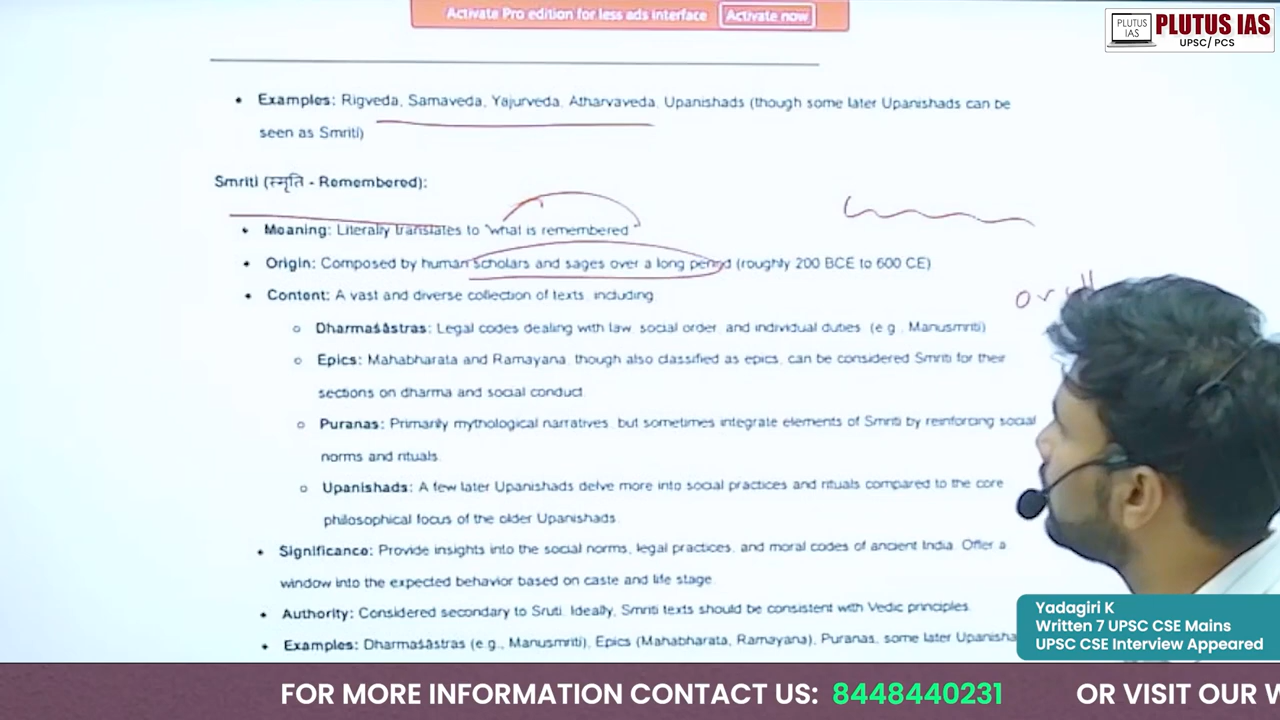 Activate Pro edition for less ads interface Activate now
PLUTUS IAS PLUTUS IAS
UPSC/ PCS
• Examples: Rigveda, Samaveda, Yajurveda, Atharvaveda, Upanishads (though some later Upanishads can be
seen as Smriti)
Smriti (स्मृति - Remembered):
• Meaning: Literally translates to "what is remembered"
• Origin: Composed by human scholars and sages over a long period (roughly 200 BCE to 600 CE)
• Content: A vast and diverse collection of texts, including:
o Dharmaśāstras: Legal codes dealing with law, social order, and individual duties (e.g., Manusmriti)
o Epics: Mahabharata and Ramayana, though also classified as epics, can be considered Smriti for their
sections on dharma and social conduct.
o Puranas: Primarily mythological narratives, but sometimes integrate elements of Smriti by reinforcing social
norms and rituals.
o Upanishads: A few later Upanishads delve more into social practices and rituals compared to the core
philosophical focus of the older Upanishads.
• Significance: Provide insights into the social norms, legal practices, and moral codes of ancient India. Offer a
window into the expected behavior based on caste and life stage.
• Authority: Considered secondary to Sruti. Ideally, Smriti texts should be consistent with Vedic principles.
• Examples: Dharmaśāstras (e.g., Manusmriti), Epics (Mahabharata, Ramayana), Puranas, some later Upanisha
Yadagiri K
Written 7 UPSC CSE Mains
UPSC CSE Interview Appeared
FOR MORE INFORMATION CONTACT US: 8448440231 OR VISIT OUR W